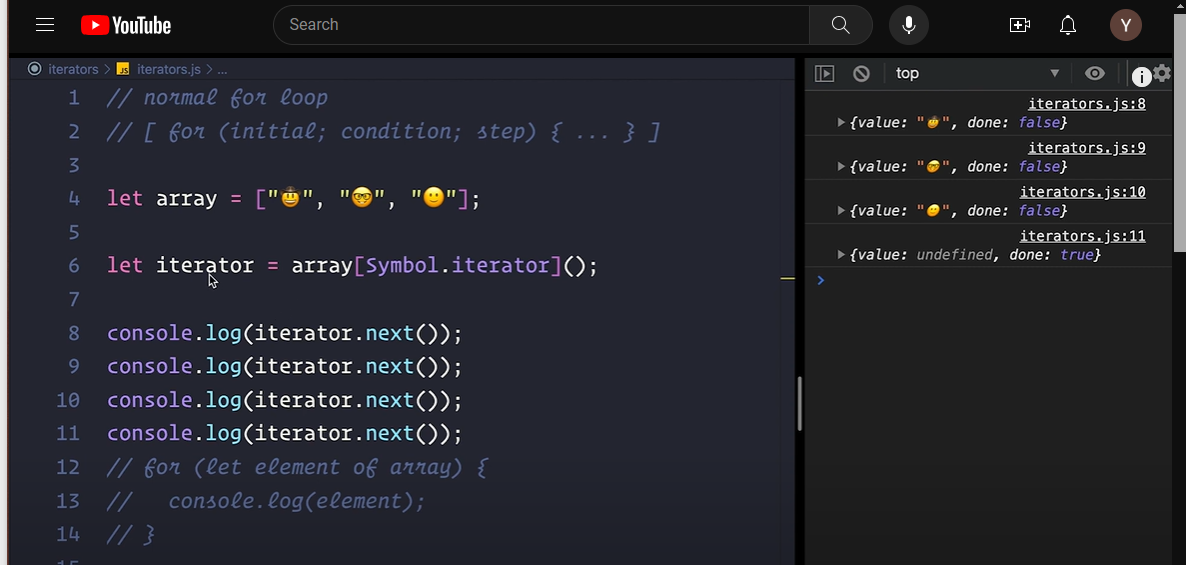 YouTube
Search
Y
iterators > JS iterators.js > ...
1 // normal for loop
2 // [ for (initial; condition; step) { ... } ]
3
4 let array = ["🤠", "🤓", "🙂"];
5
6 let iterator = array[Symbol.iterator]();
7
8 console.log(iterator.next());
9 console.log(iterator.next());
10 console.log(iterator.next());
11 console.log(iterator.next());
12 // for (let element of array) {
13 //   console.log(element);
14 // }
top
iterators.js:8
{value: "🤠", done: false}
iterators.js:9
{value: "🤓", done: false}
iterators.js:10
{value: "🙂", done: false}
iterators.js:11
{value: undefined, done: true}